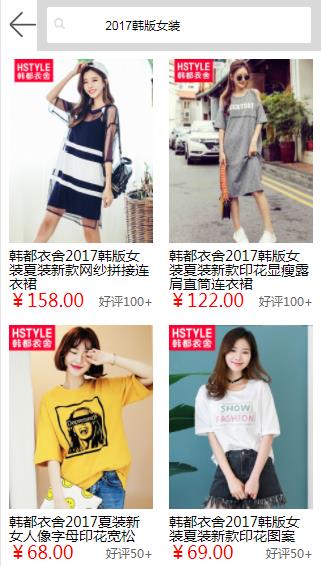 2017韩版女装
HSTYLE
韩都衣舍
HSTYLE
韩都衣舍
EVERYDAY
韩都衣舍2017韩版女
装夏装新款网纱拼接连
衣裙
¥158.00 好评100+
韩都衣舍2017韩版女
装夏装新款印花显瘦露
肩直筒连衣裙
¥122.00 好评100+
HSTYLE
韩都衣舍
HSTYLE
韩都衣舍
SHOW
FASHION
韩都衣舍2017夏装新
女人像字母印花宽松
¥68.00 好评50+
韩都衣舍2017韩版女
装夏装新款印花图案
¥69.00 好评50+